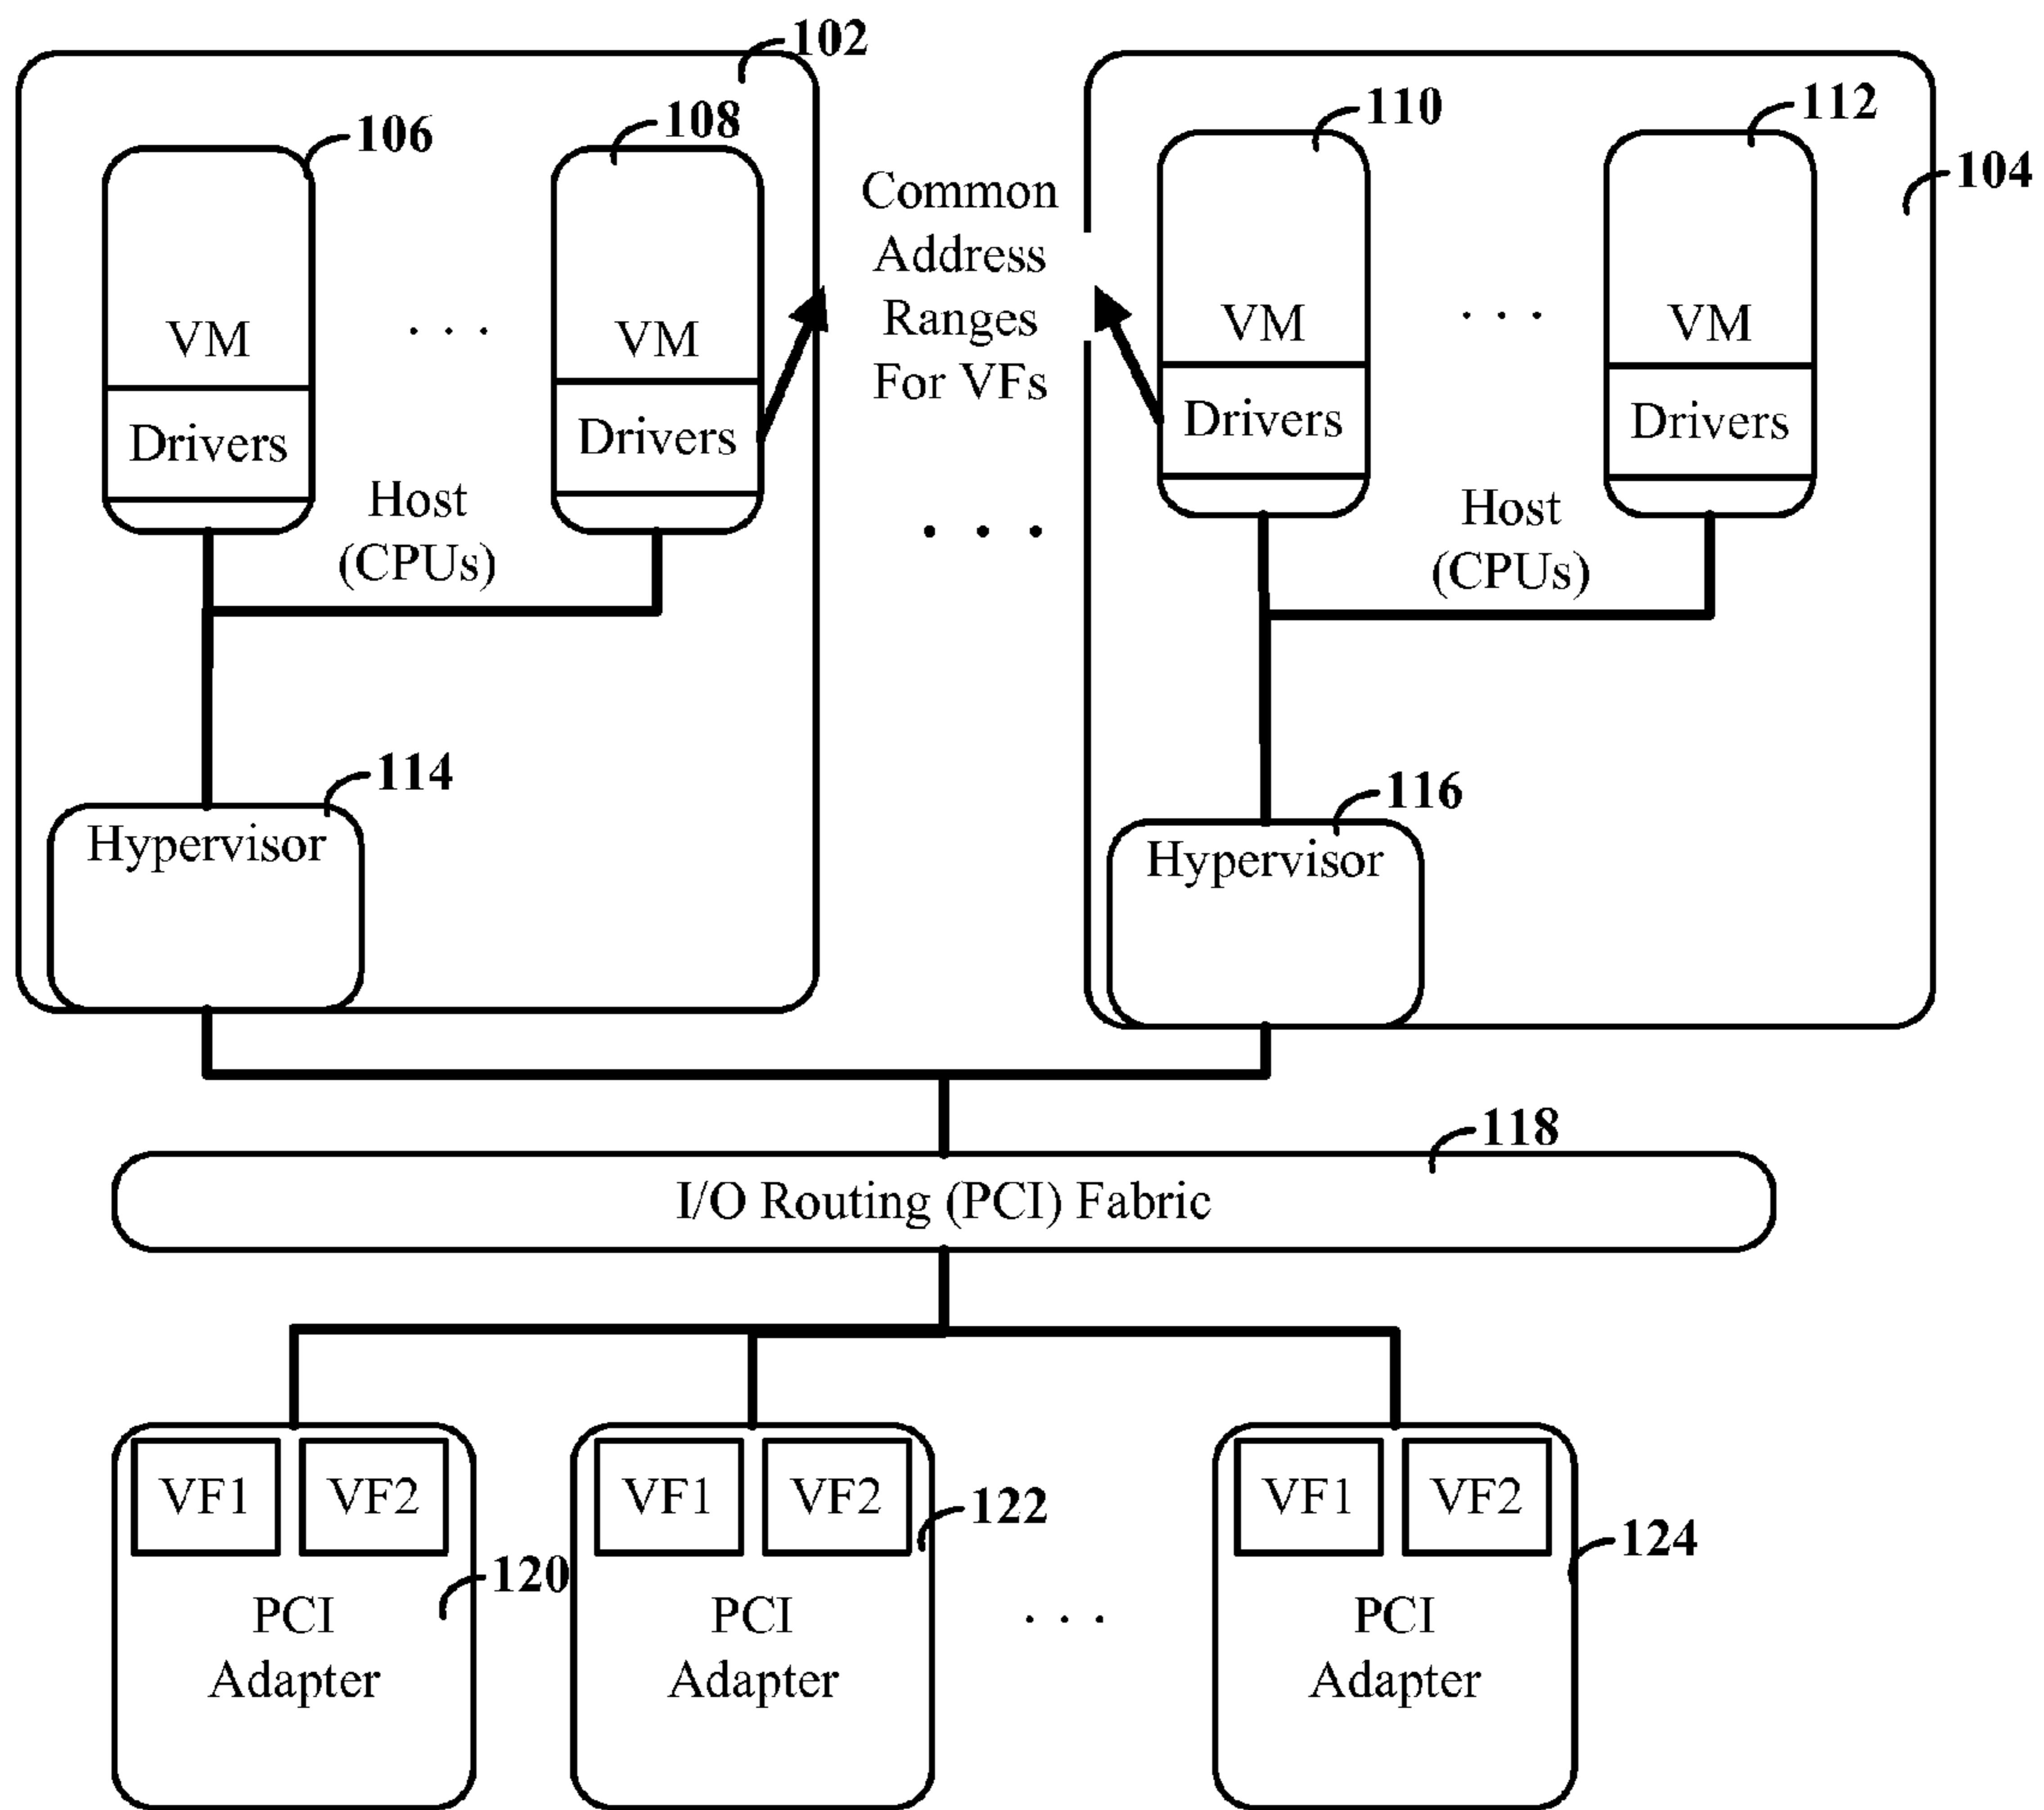 102
106
108
110
112
104
Common
Address
Ranges
For VFs
VM
. . .
VM
VM
. . .
VM
Drivers
Drivers
Drivers
Drivers
Host
(CPUs)
. . .
Host
(CPUs)
114
Hypervisor
116
Hypervisor
118
I/O Routing (PCI) Fabric
VF1
VF2
VF1
VF2
122
VF1
VF2
124
120
PCI
Adapter
PCI
Adapter
. . .
PCI
Adapter